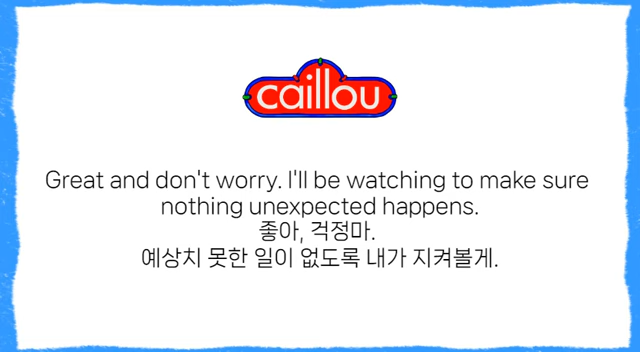 caillou
Great and don't worry. I'll be watching to make sure
nothing unexpected happens.
좋아, 걱정마.
예상치 못한 일이 없도록 내가 지켜볼게.